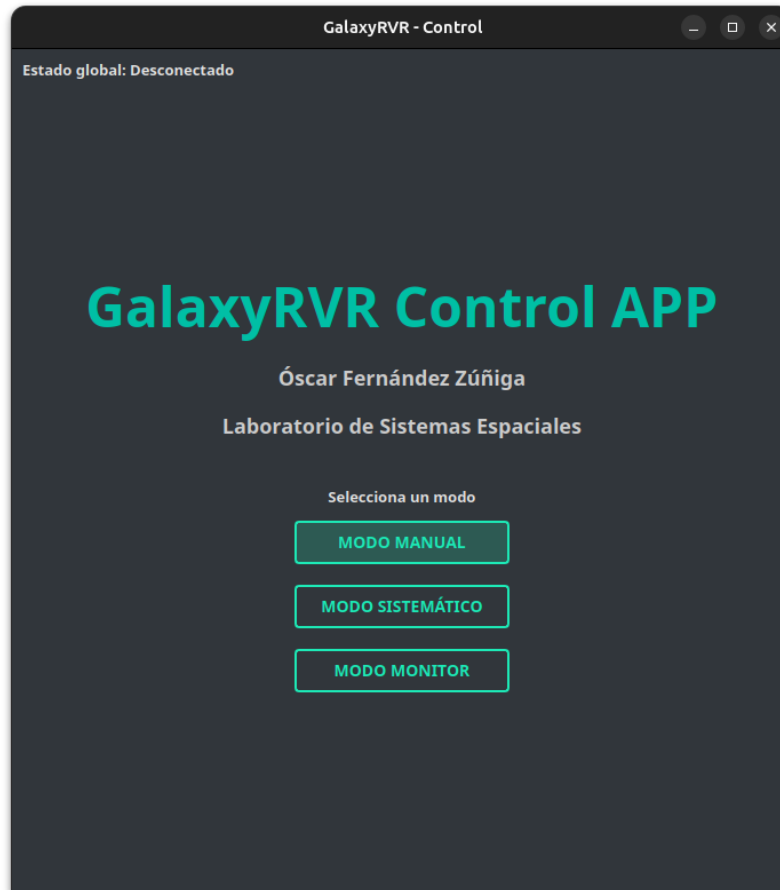 GalaxyRVR - Control
Estado global: Desconectado
GalaxyRVR Control APP
Óscar Fernández Zúñiga
Laboratorio de Sistemas Espaciales
Selecciona un modo
MODO MANUAL
MODO SISTEMÁTICO
MODO MONITOR